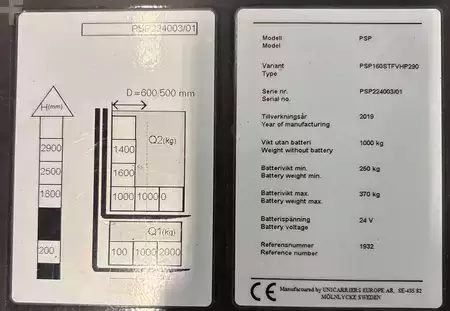 PSP224003/01
D=600/500 mm
H(mm)
Q2(kg)
2900
1400
2500
1600
1800
1000 1000 0
Q1(kg)
200
100 1000 2000
Modell PSP
Model
Variant PSP160STFVHP290
Type
Serie nr. PSP224003/01
Serial no.
Tillverkningsår 2019
Year of manufacturing
Vikt utan batteri 1000 kg
Weight without battery
Batterivikt min. 250 kg
Battery weight min.
Batterivikt max. 370 kg
Battery weight max.
Batterispänning 24 V
Battery voltage
Referensnummer 1932
Reference number
CE
Manufactured by UNICARRIERS EUROPE AB, SE-435 82
MÖLNLYCKE SWEDEN